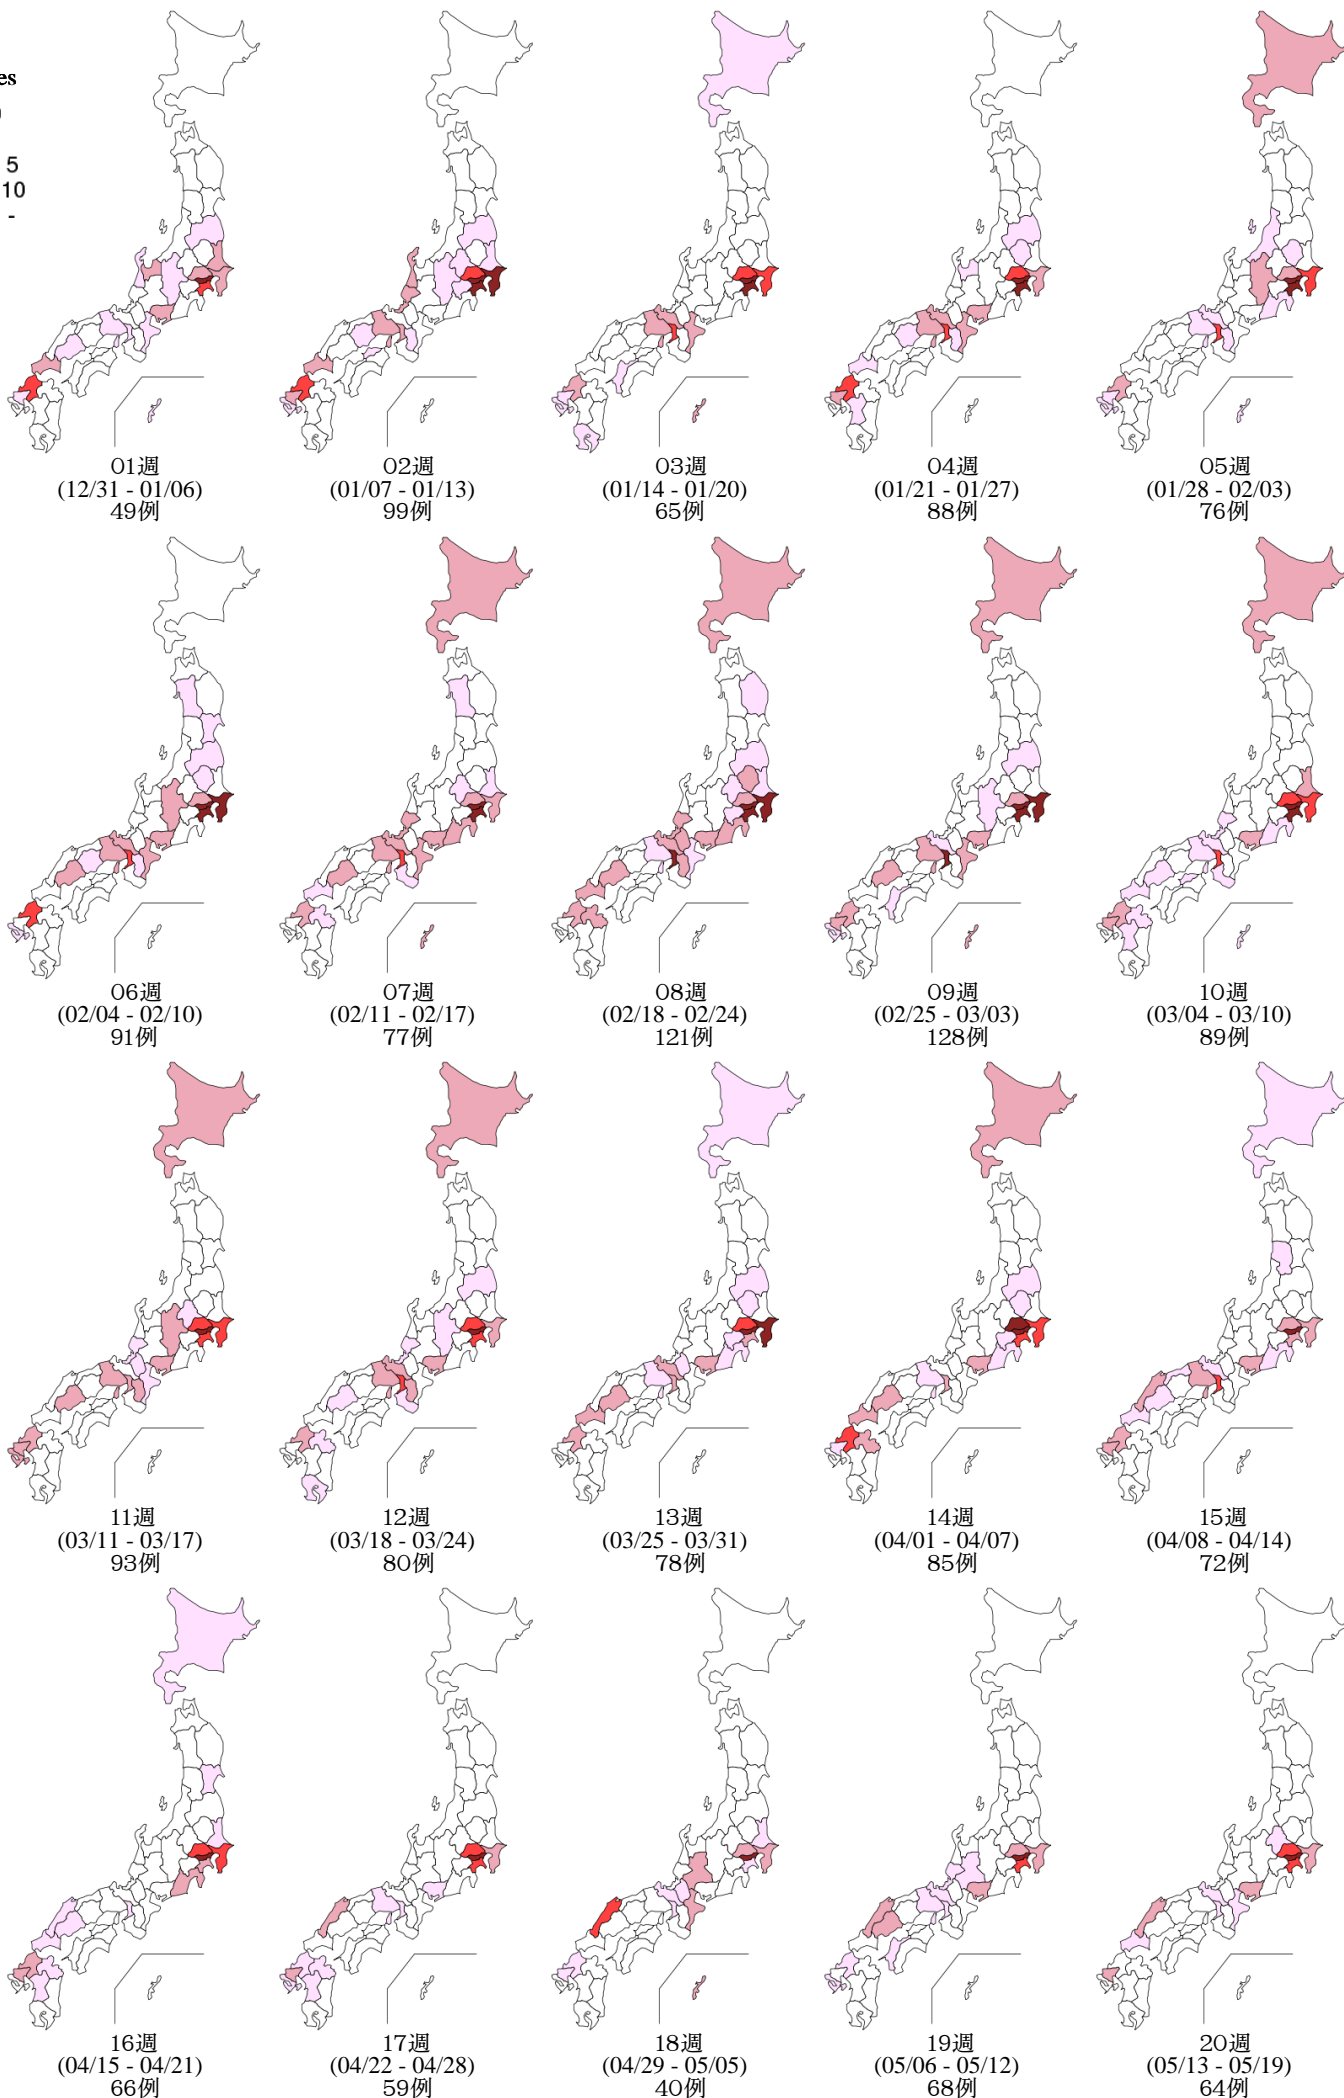 es
5
10
-
01週
(12/31 - 01/06)
49例
02週
(01/07 - 01/13)
99例
03週
(01/14 - 01/20)
65例
04週
(01/21 - 01/27)
88例
05週
(01/28 - 02/03)
76例
06週
(02/04 - 02/10)
91例
07週
(02/11 - 02/17)
77例
08週
(02/18 - 02/24)
121例
09週
(02/25 - 03/03)
128例
10週
(03/04 - 03/10)
89例
11週
(03/11 - 03/17)
93例
12週
(03/18 - 03/24)
80例
13週
(03/25 - 03/31)
78例
14週
(04/01 - 04/07)
85例
15週
(04/08 - 04/14)
72例
16週
(04/15 - 04/21)
66例
17週
(04/22 - 04/28)
59例
18週
(04/29 - 05/05)
40例
19週
(05/06 - 05/12)
68例
20週
(05/13 - 05/19)
64例